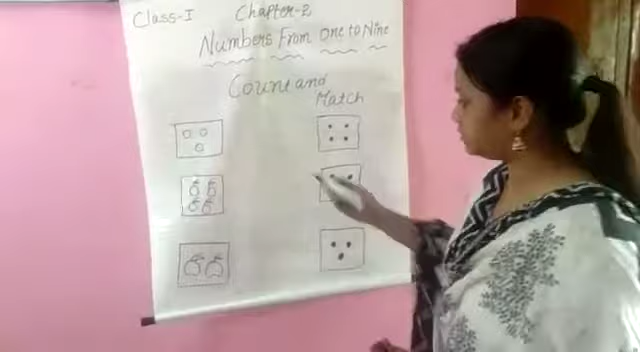 Class-I Chapter-2
Numbers From One to Nine
Count and
Match